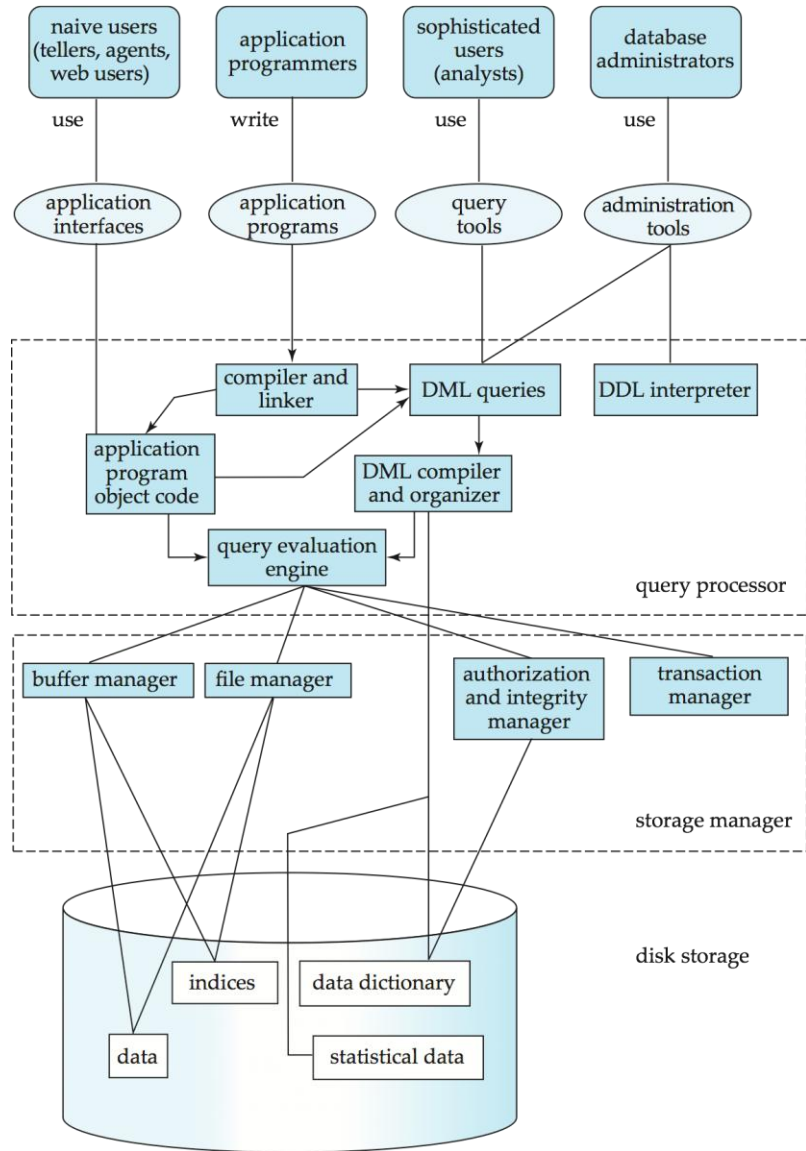 naive users
(tellers, agents,
web users)
application
programmers
sophisticated
users
(analysts)
database
administrators
use
write
use
use
application
interfaces
application
programs
query
tools
administration
tools
compiler and
linker
DML queries
DDL interpreter
application
program
object code
DML compiler
and organizer
query evaluation
engine
query processor
buffer manager
file manager
authorization
and integrity
manager
transaction
manager
storage manager
disk storage
indices
data dictionary
data
statistical data